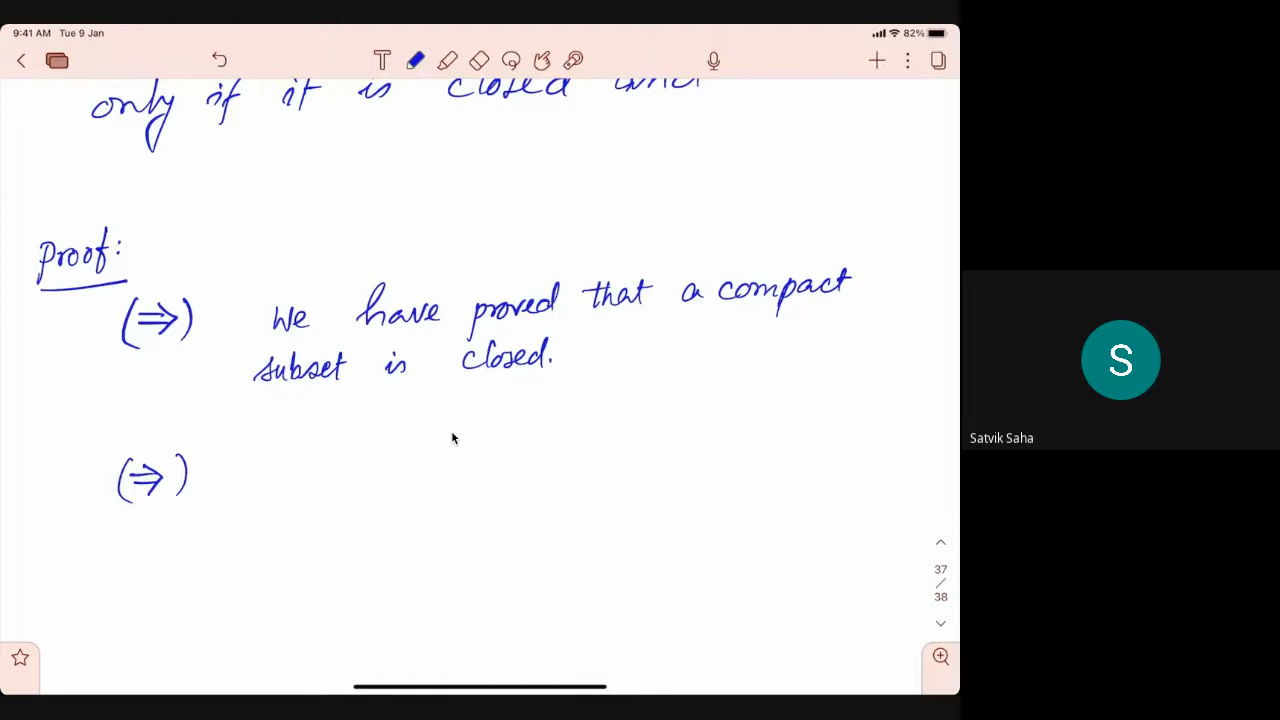 9:41 AM Tue 9 Jan
82%
only if it is closed and
Proof:
(⇒) We have proved that a compact
subset is closed.
(⇒)
37
/
38
S
Satvik Saha